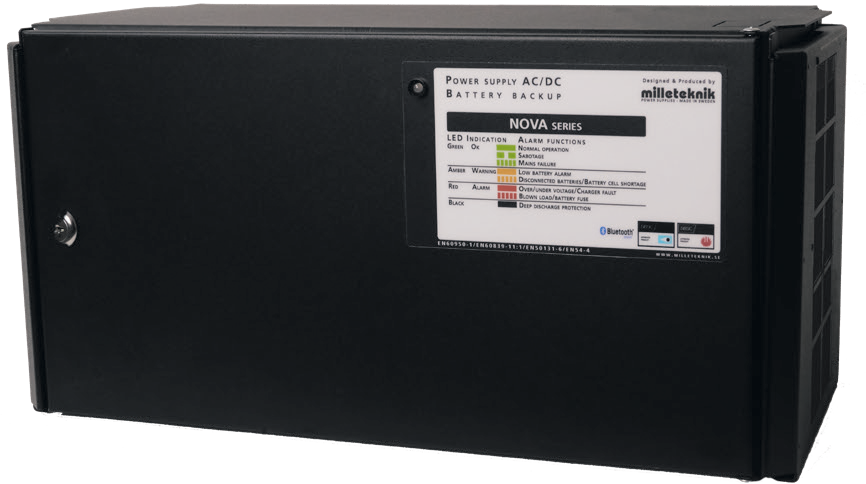 POWER SUPPLY AC/DC
BATTERY BACKUP
Designed & Produced by
milleteknik
POWER SUPPLIES - MADE IN SWEDEN
NOVA SERIES
LED INDICATION ALARM FUNCTIONS
GREEN OK NORMAL OPERATION
SABOTAGE
MAINS FAILURE
AMBER WARNING LOW BATTERY ALARM
DISCONNECTED BATTERIES/BATTERY CELL SHORTAGE
RED ALARM OVER/UNDER VOLTAGE/CHARGER FAULT
BLOWN LOAD/BATTERY FUSE
BLACK DEEP DISCHARGE PROTECTION
Bluetooth
EN60950-1/EN60839-11:1/EN50131-6/EN54-4
WWW.MILLETEKNIK.SE